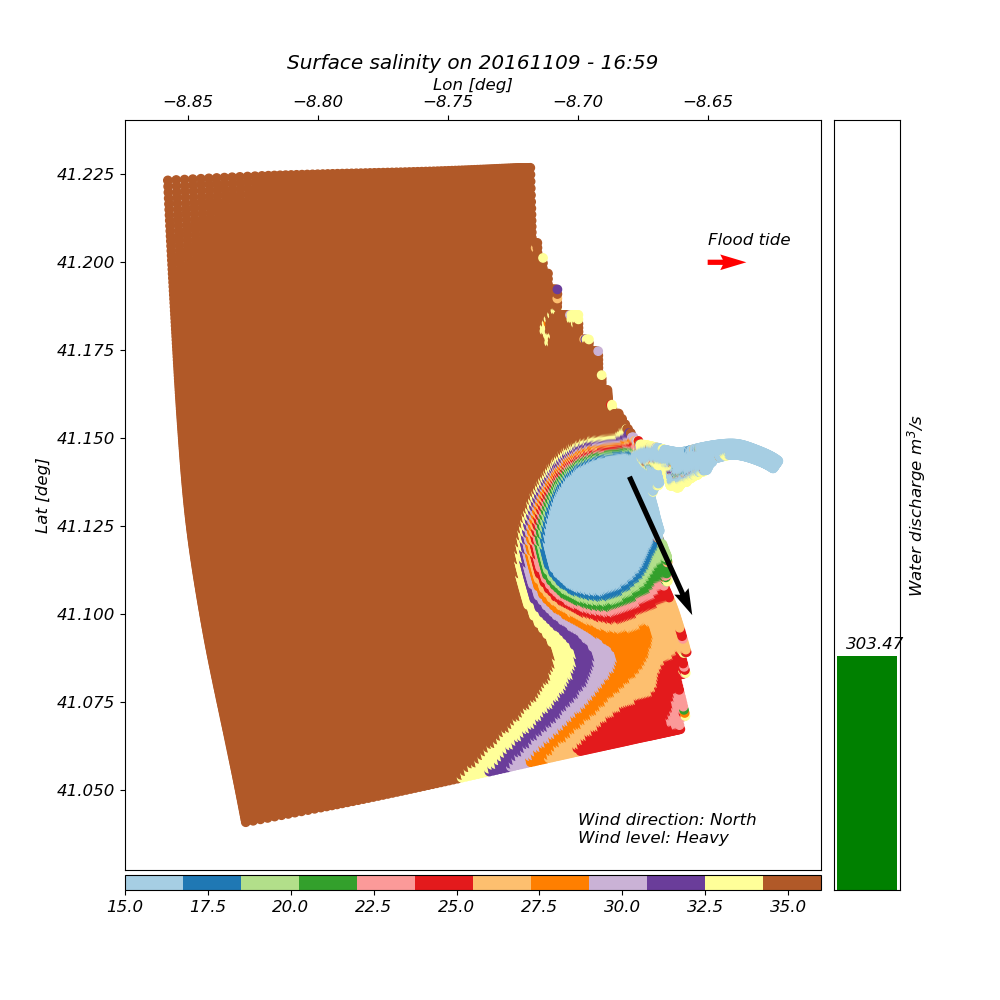 Surface salinity on 20161109 - 16:59
Lon [deg]
−8.85 −8.80 −8.75 −8.70 −8.65
41.225
41.200
41.175
41.150
41.125
41.100
41.075
41.050
Lat [deg]
Flood tide
Wind direction: North
Wind level: Heavy
303.47
Water discharge m³/s
15.0 17.5 20.0 22.5 25.0 27.5 30.0 32.5 35.0